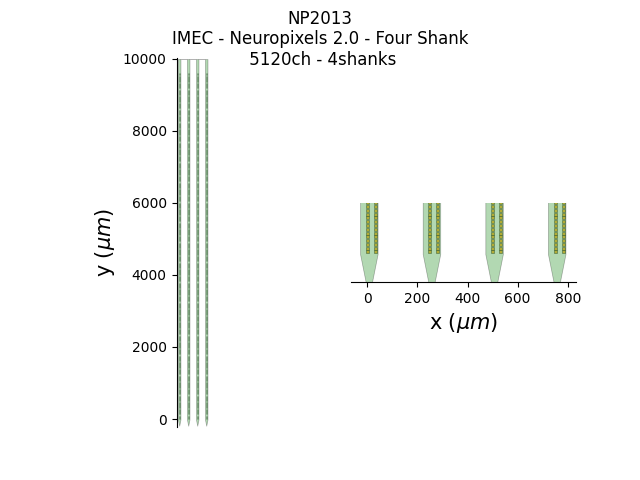 NP2013
IMEC - Neuropixels 2.0 - Four Shank
5120ch - 4shanks
10000
8000
6000
4000
2000
0
y (μm)
0 200 400 600 800
x (μm)